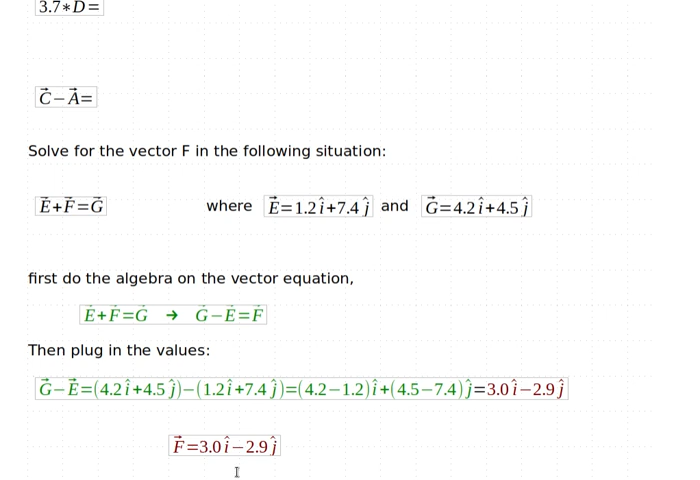 3.7*D=
C⃗−A⃗=
Solve for the vector F in the following situation:
E⃗+F⃗=G⃗ where E⃗=1.2î+7.4ĵ and G⃗=4.2î+4.5ĵ
first do the algebra on the vector equation,
E⃗+F⃗=G⃗ → G⃗−E⃗=F⃗
Then plug in the values:
G⃗−E⃗=(4.2î+4.5ĵ)−(1.2î+7.4ĵ)=(4.2−1.2)î+(4.5−7.4)ĵ=3.0î−2.9ĵ
F⃗=3.0î−2.9ĵ